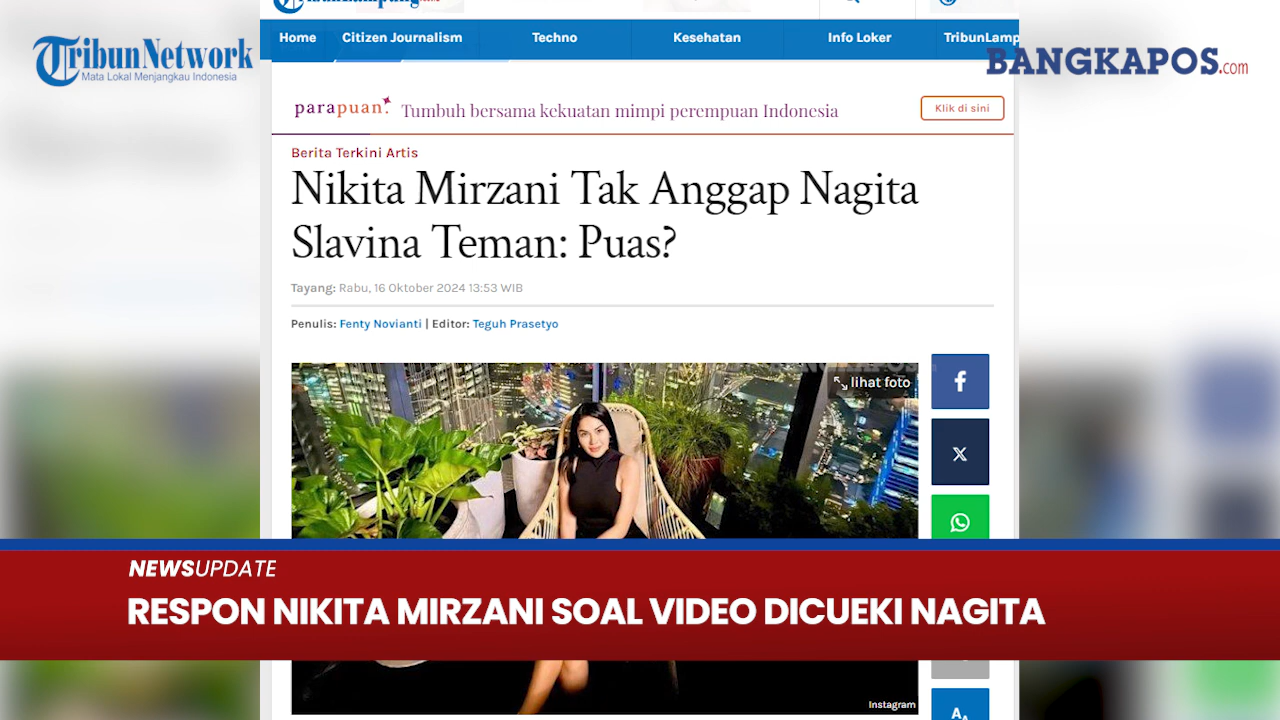 TribunNetwork
Mata Lokal Menjangkau Indonesia
BANGKAPOS.com
Home
Citizen Journalism
Techno
Kesehatan
Info Loker
TribunLamp
parapuan.
Tumbuh bersama kekuatan mimpi perempuan Indonesia
Klik di sini
Berita Terkini Artis
Nikita Mirzani Tak Anggap Nagita
Slavina Teman: Puas?
Tayang: Rabu, 16 Oktober 2024 13:53 WIB
Penulis: Fenty Novianti | Editor: Teguh Prasetyo
lihat foto
NEWSUPDATE
RESPON NIKITA MIRZANI SOAL VIDEO DICUEKI NAGITA
Instagram
AA